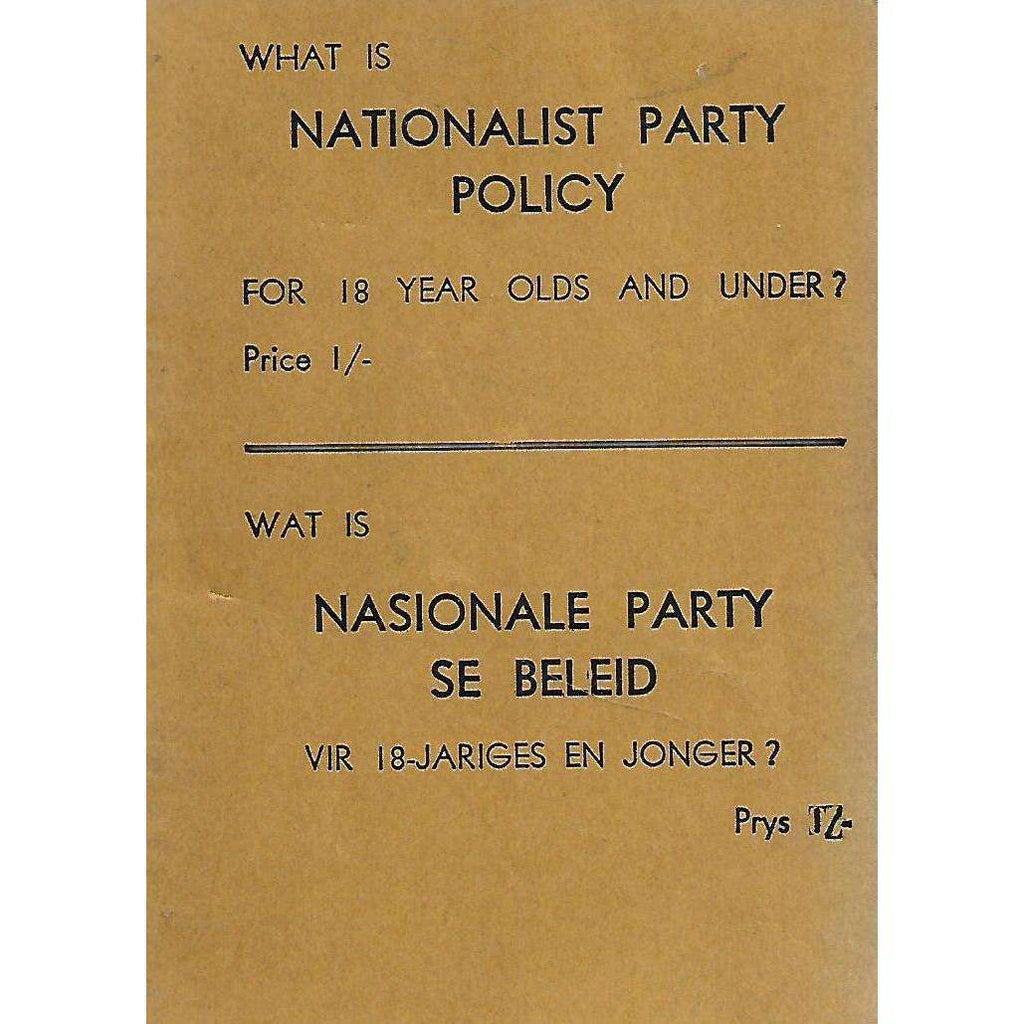 WHAT IS
NATIONALIST PARTY
POLICY
FOR 18 YEAR OLDS AND UNDER?
Price 1/-
WAT IS
NASIONALE PARTY
SE BELEID
VIR 18-JARIGES EN JONGER?
Prys 1/-